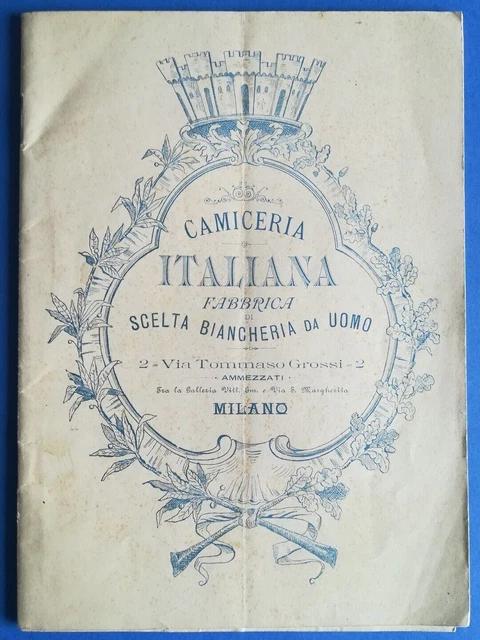 CAMICERIA
ITALIANA
FABBRICA
DI
SCELTA BIANCHERIA DA UOMO
2 - Via Tommaso Grossi - 2
· AMMEZZATI ·
Fra la Galleria Vitt. Em. e Via S. Margherita
MILANO